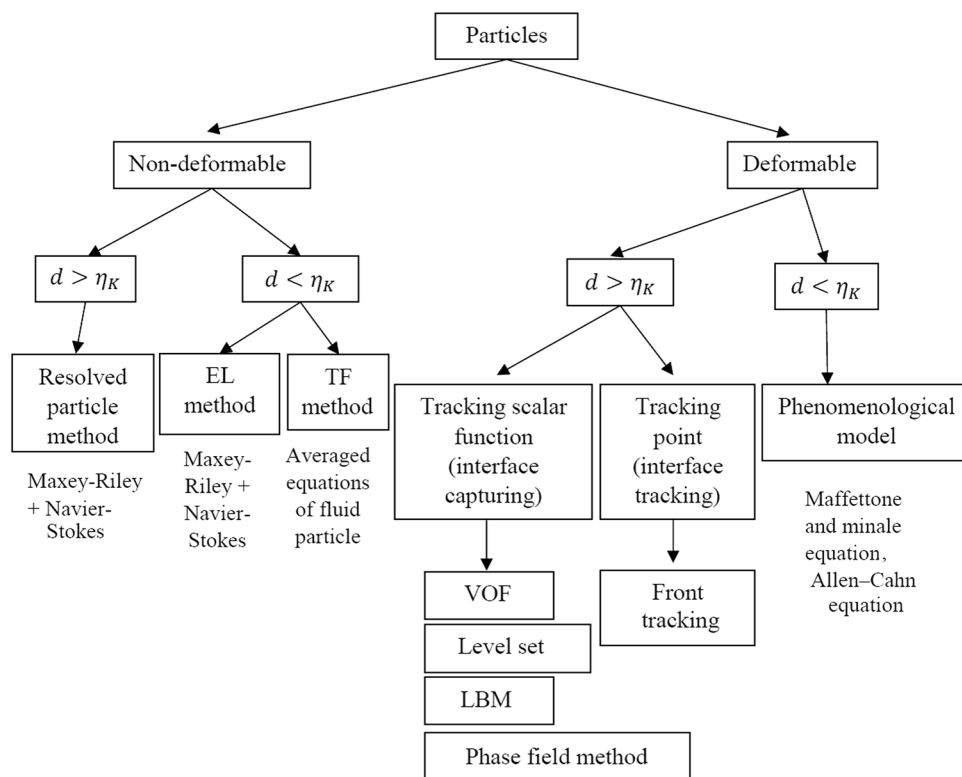 Particles
Non-deformable
Deformable
d > η_K
d < η_K
d > η_K
d < η_K
Resolved
particle
method
EL
method
TF
method
Tracking scalar
function
(interface
capturing)
Tracking
point
(interface
tracking)
Phenomenological
model
Maxey-Riley
+ Navier-
Stokes
Maxey-
Riley +
Navier-
Stokes
Averaged
equations
of fluid
particle
Maffettone
and minale
equation,
Allen–Cahn
equation
VOF
Level set
LBM
Phase field method
Front
tracking